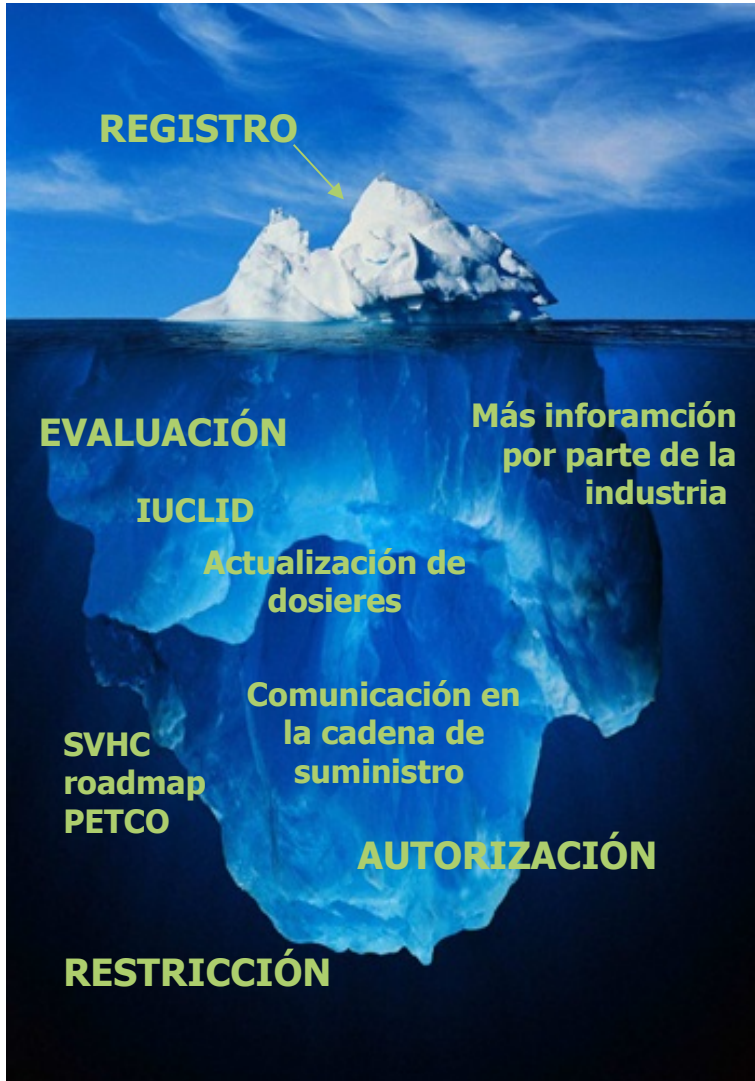 REGISTRO
EVALUACIÓN
Más inforamción
por parte de la
industria
IUCLID
Actualización de
dosieres
Comunicación en
la cadena de
suministro
SVHC
roadmap
PETCO
AUTORIZACIÓN
RESTRICCIÓN